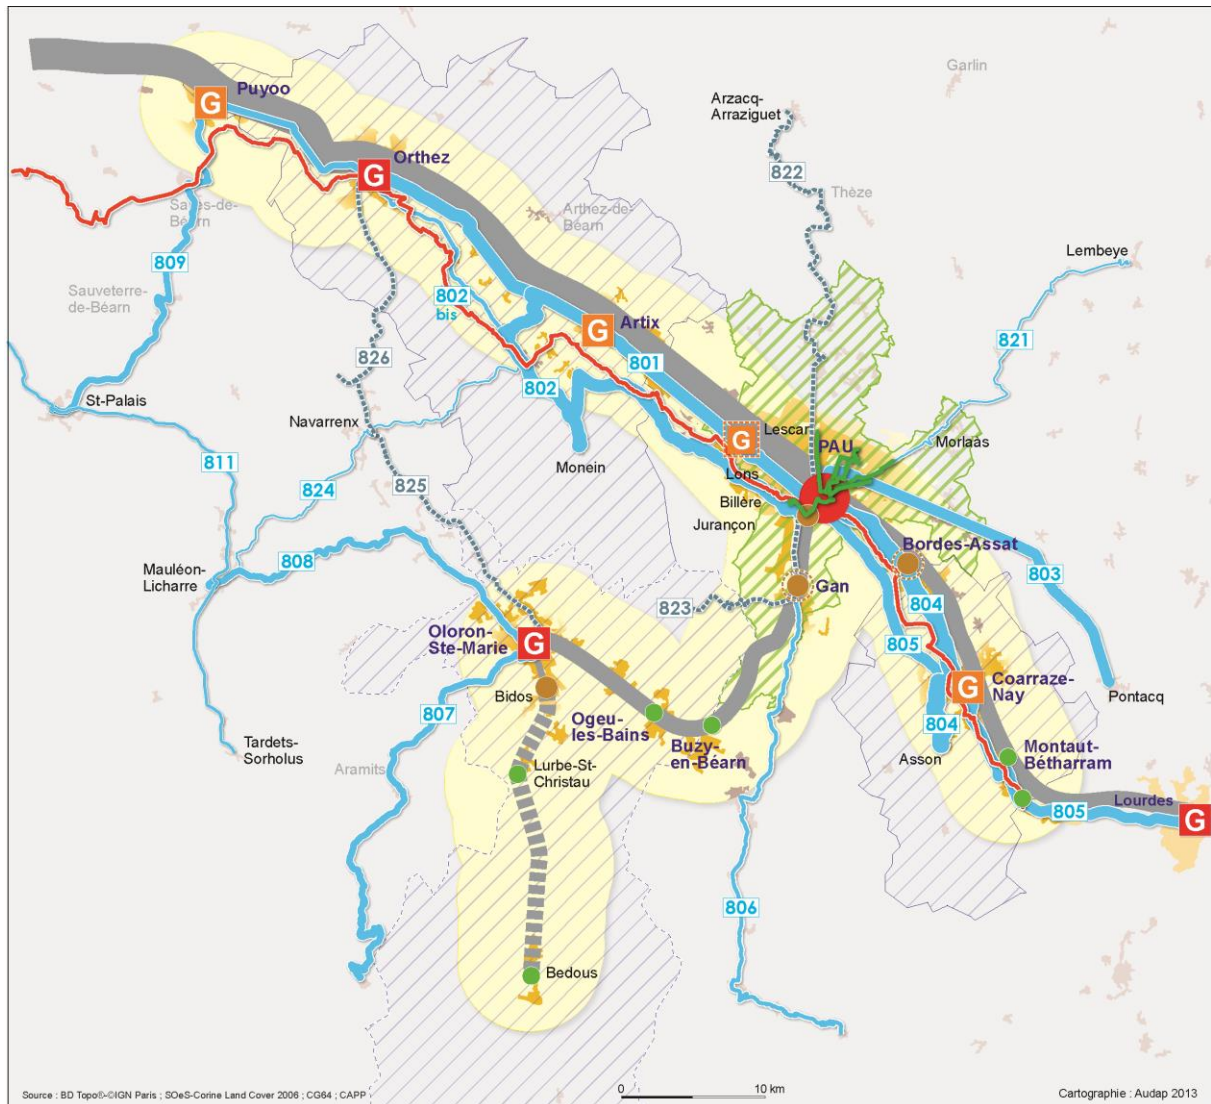 Garlin
Puyoo
G
Arzacq-
Arraziguet
Orthez
G
822
Thèze
Salies-de-
Béarn
Arthez-de-
Béarn
Lembeye
809
Sauveterre-
de-Béarn
802
bis
Artix
G
821
826
801
802
St-Palais
Navarrenx
Lescar
G
PAU
Morlaàs
Monein
811
Lons
825
824
Billère
Jurançon
Bordes-Assat
803
808
Mauléon-
Licharre
Gan
804
823
Oloron-
Ste-Marie
G
805
Coarraze-
Nay
G
Bidos
Pontacq
807
Ogeu-
les-Bains
804
Tardets-
Sorholus
Buzy-
en-Béarn
Asson
Montaut-
Bétharram
Aramits
Lurbe-St-
Christau
Lourdes
805
G
806
Bedous
0 10 km
Source : BD Topo®-©IGN Paris ; SOeS-Corine Land Cover 2006 ; CG64 ; CAPP
Cartographie : Audap 2013